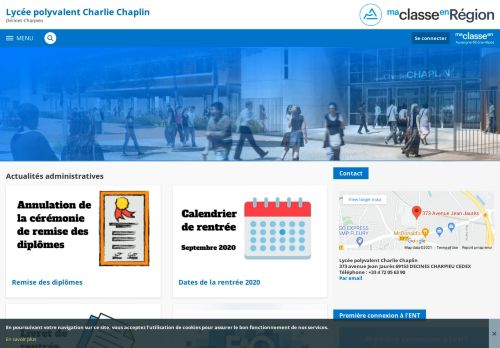 Lycée polyvalent Charlie Chaplin
Décines-Charpieu
ma classe en Région
MENU
Se connecter
ma classe en
Auvergne-Rhône-Alpes
CHAPLIN
Actualités administratives
Annulation de la cérémonie de remise des diplômes
Remise des diplômes
Calendrier de rentrée
Septembre 2020
Dates de la rentrée 2020
Contact
View larger map
373 Avenue Jean Jaurès
McDonald's
Google
Map data ©2021
Terms of Use
Report a map error
Lycée polyvalent Charlie Chaplin
373 avenue Jean Jaurès 69153 DECINES CHARPIEU CEDEX
Téléphone : +33 4 72 05 63 90
Par email
Première connexion à l'ENT
Livret de
En poursuivant votre navigation sur ce site, vous acceptez l'utilisation de cookies pour assurer le bon fonctionnement de nos services.
En savoir plus